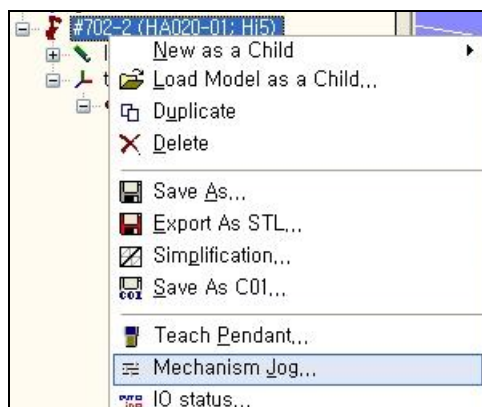 #702-2 (HA020-01: Hi5)
New as a Child
Load Model as a Child,,,
Duplicate
Delete
Save As,,,
Export As STL,,,
Simplification,,,
Save As C01,,,
Teach Pendant,,,
Mechanism Jog,,,
IO status,,,